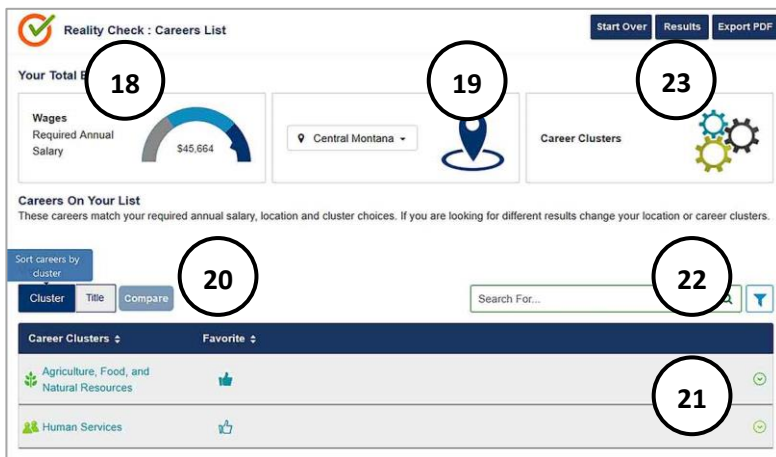 Reality Check : Careers List
Start Over
Results
Export PDF
Your Total
18
19
23
Wages
Required Annual
Salary
$45,664
Central Montana
Career Clusters
Careers On Your List
These careers match your required annual salary, location and cluster choices. If you are looking for different results change your location or career clusters.
Sort careers by
cluster
20
22
Cluster
Title
Compare
Search For...
Career Clusters
Favorite
Agriculture, Food, and
Natural Resources
21
Human Services